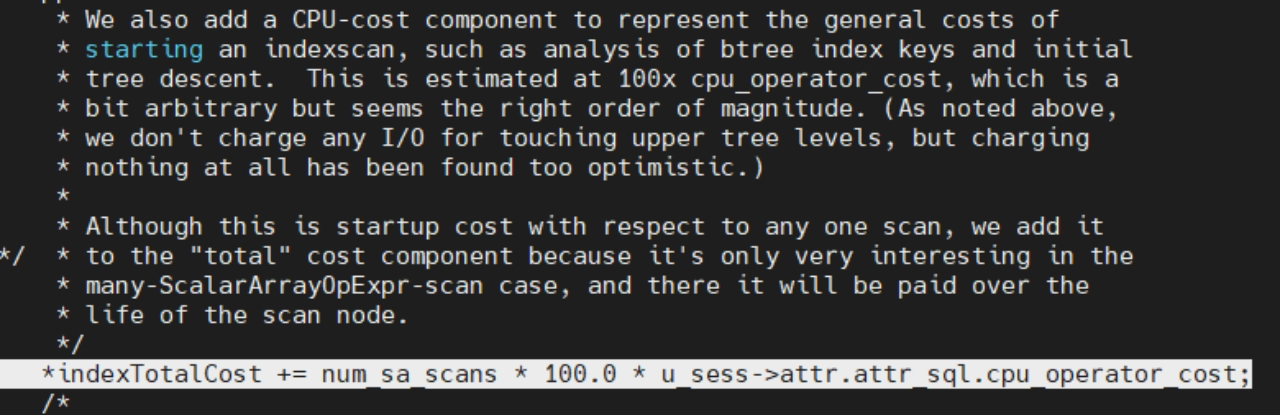 * We also add a CPU-cost component to represent the general costs of
* starting an indexscan, such as analysis of btree index keys and initial
* tree descent.  This is estimated at 100x cpu_operator_cost, which is a
* bit arbitrary but seems the right order of magnitude. (As noted above,
* we don't charge any I/O for touching upper tree levels, but charging
* nothing at all has been found too optimistic.)
*
* Although this is startup cost with respect to any one scan, we add it
*/  * to the "total" cost component because it's only very interesting in the
* many-ScalarArrayOpExpr-scan case, and there it will be paid over the
* life of the scan node.
*/
*indexTotalCost += num_sa_scans * 100.0 * u_sess->attr.attr_sql.cpu_operator_cost;
/*